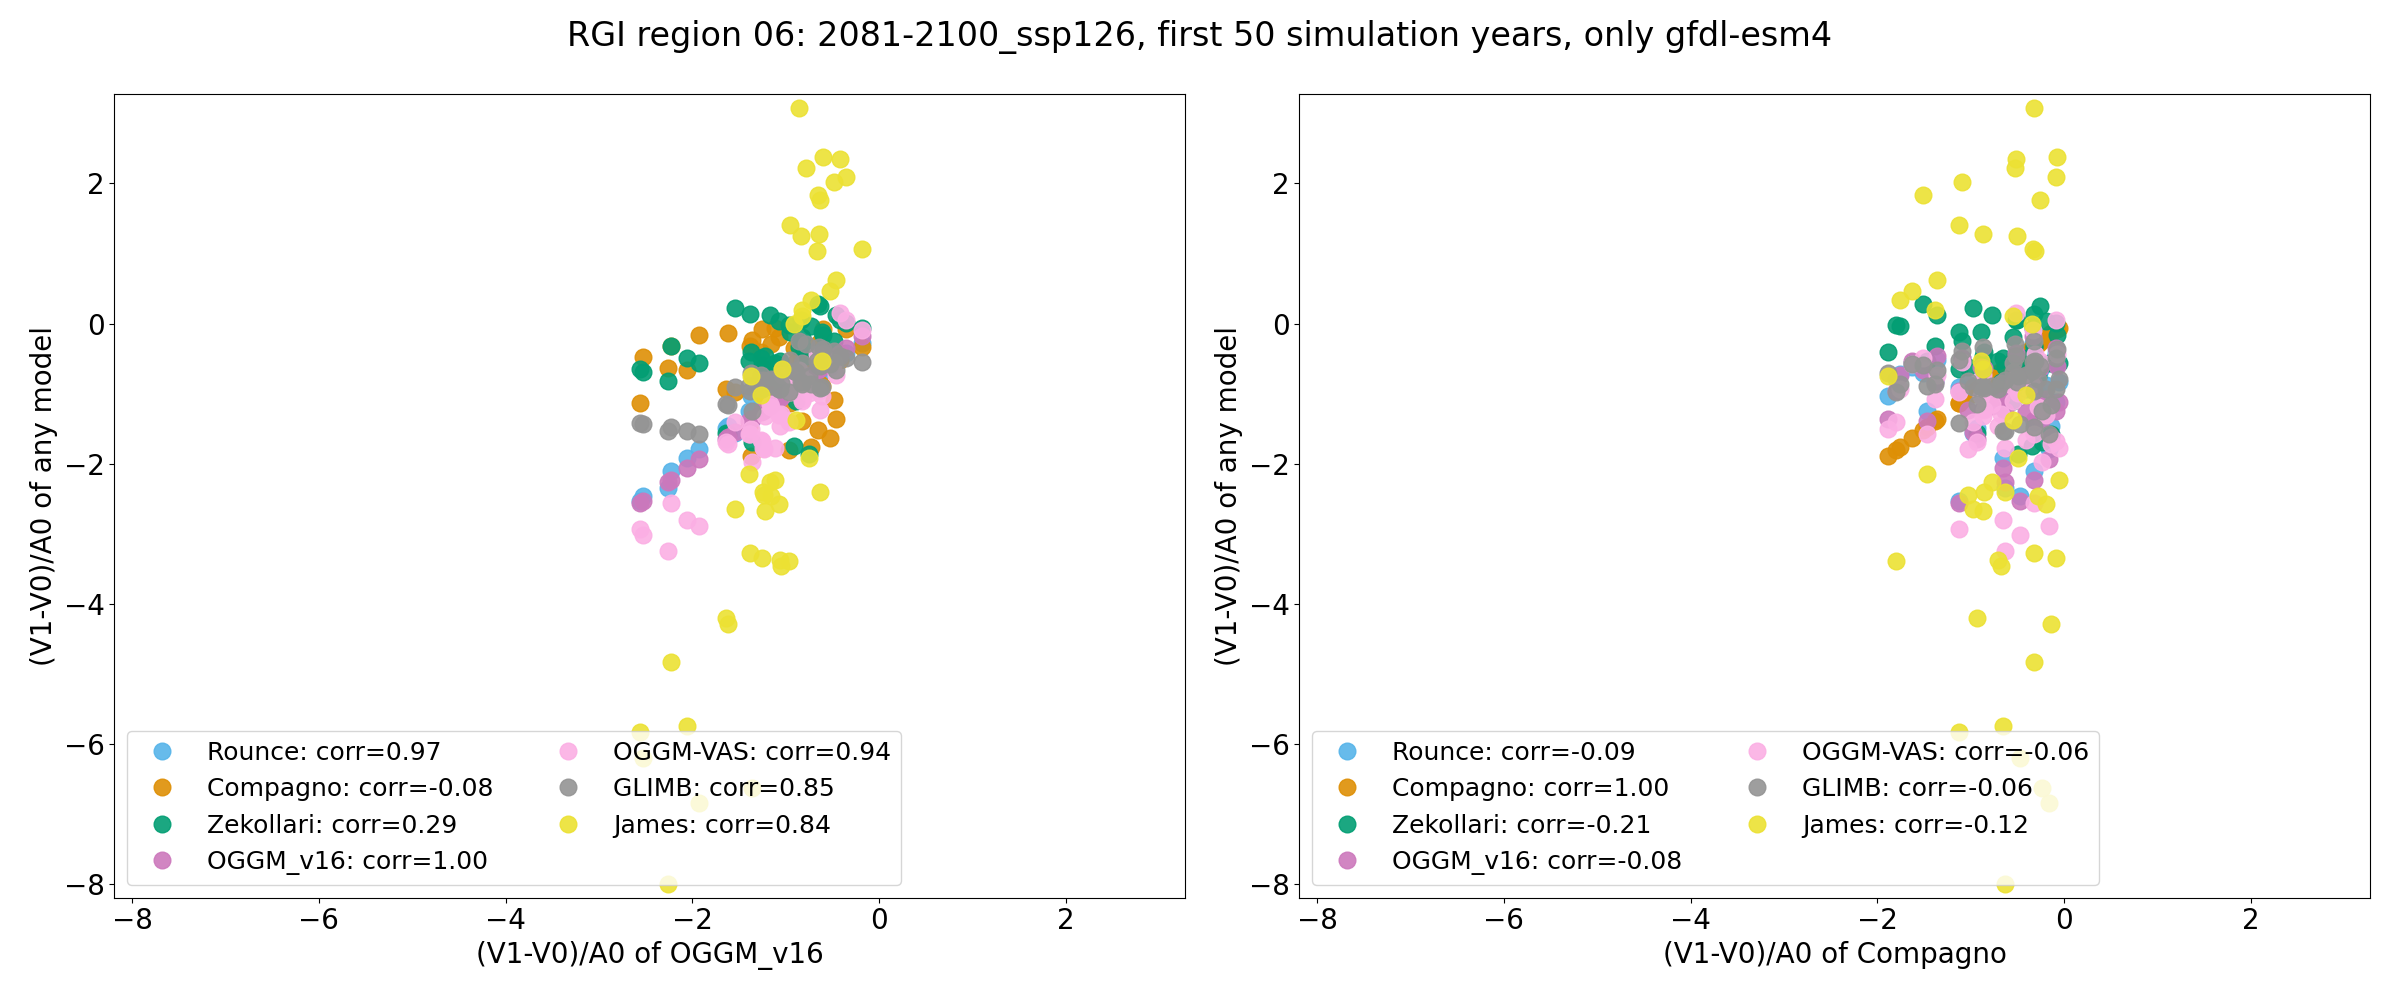 RGI region 06: 2081-2100_ssp126, first 50 simulation years, only gfdl-esm4
(V1-V0)/A0 of any model
2
0
−2
−4
−6
−8
Rounce: corr=0.97
Compagno: corr=-0.08
Zekollari: corr=0.29
OGGM_v16: corr=1.00
OGGM-VAS: corr=0.94
GLIMB: corr=0.85
James: corr=0.84
−8 −6 −4 −2 0 2
(V1-V0)/A0 of OGGM_v16
(V1-V0)/A0 of any model
2
0
−2
−4
−6
−8
Rounce: corr=-0.09
Compagno: corr=1.00
Zekollari: corr=-0.21
OGGM_v16: corr=-0.08
OGGM-VAS: corr=-0.06
GLIMB: corr=-0.06
James: corr=-0.12
−8 −6 −4 −2 0 2
(V1-V0)/A0 of Compagno